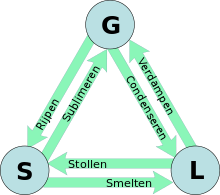 G
Rijpen
Sublimeren
Condenseren
Verdampen
S
Stollen
Smelten
L